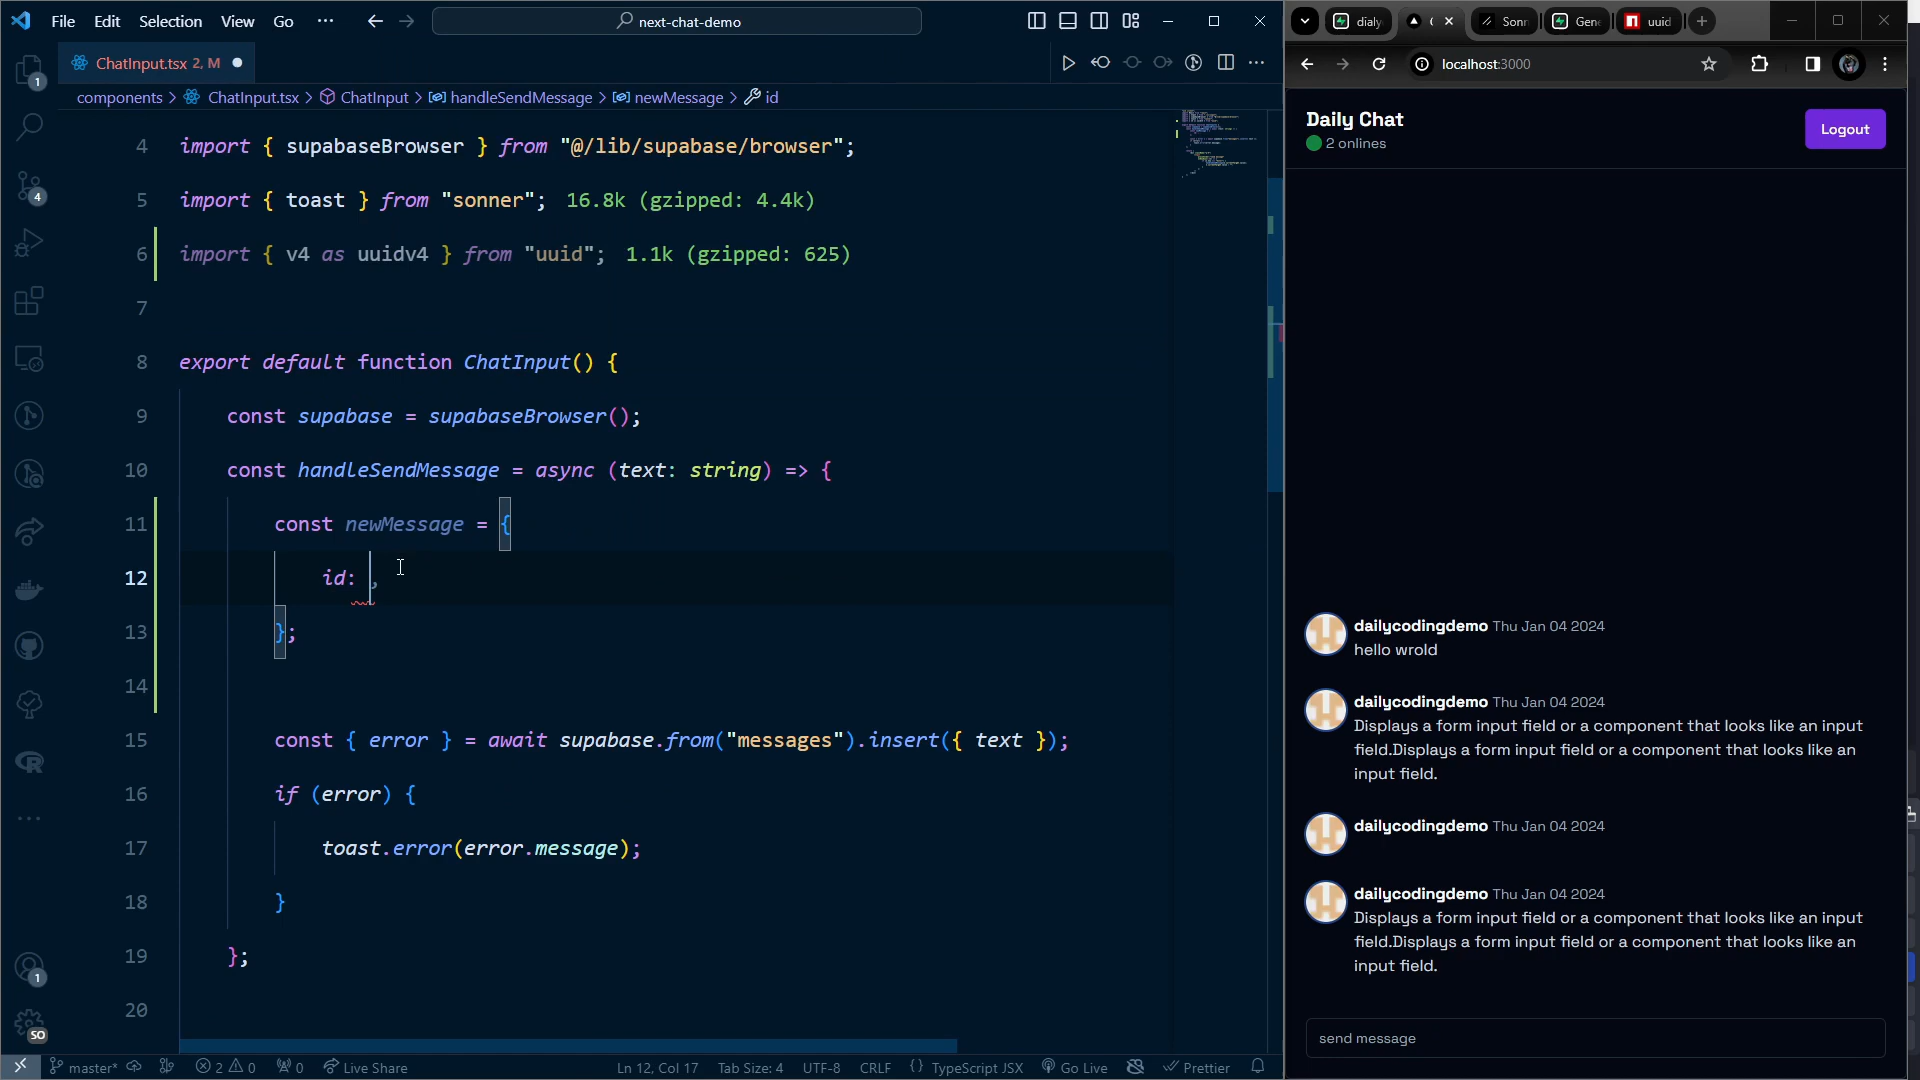 File Edit Selection View Go ··· next-chat-demo
ChatInput.tsx 2, M
components > ChatInput.tsx > ChatInput > handleSendMessage > newMessage > id
4 import { supabaseBrowser } from "@/lib/supabase/browser";
5 import { toast } from "sonner"; 16.8k (gzipped: 4.4k)
6 import { v4 as uuidv4 } from "uuid"; 1.1k (gzipped: 625)
7
8 export default function ChatInput() {
9 const supabase = supabaseBrowser();
10 const handleSendMessage = async (text: string) => {
11 const newMessage = {
12 id: ,
13 };
14
15 const { error } = await supabase.from("messages").insert({ text });
16 if (error) {
17 toast.error(error.message);
18 }
19 };
20
1
4
1
SO
master* 2 0 0 Live Share Ln 12, Col 17 Tab Size: 4 UTF-8 CRLF {} TypeScript JSX Go Live Prettier
dialy ( Sonn Gene uuid
localhost:3000
Daily Chat
2 onlines
Logout
dailycodingdemo Thu Jan 04 2024
hello wrold
dailycodingdemo Thu Jan 04 2024
Displays a form input field or a component that looks like an input
field.Displays a form input field or a component that looks like an
input field.
dailycodingdemo Thu Jan 04 2024
dailycodingdemo Thu Jan 04 2024
Displays a form input field or a component that looks like an input
field.Displays a form input field or a component that looks like an
input field.
send message